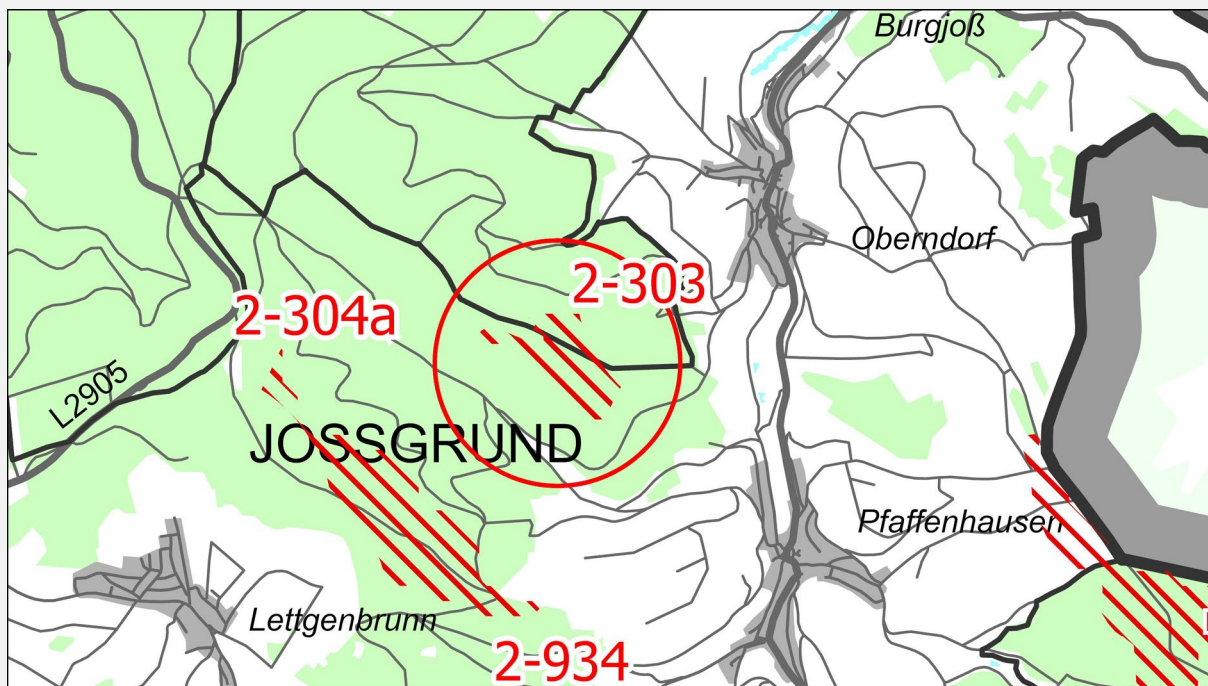 Burgjoß
Oberndorf
2-303
2-304a
L2905
JOSSGRUND
Pfaffenhausen
Lettgenbrunn
2-934